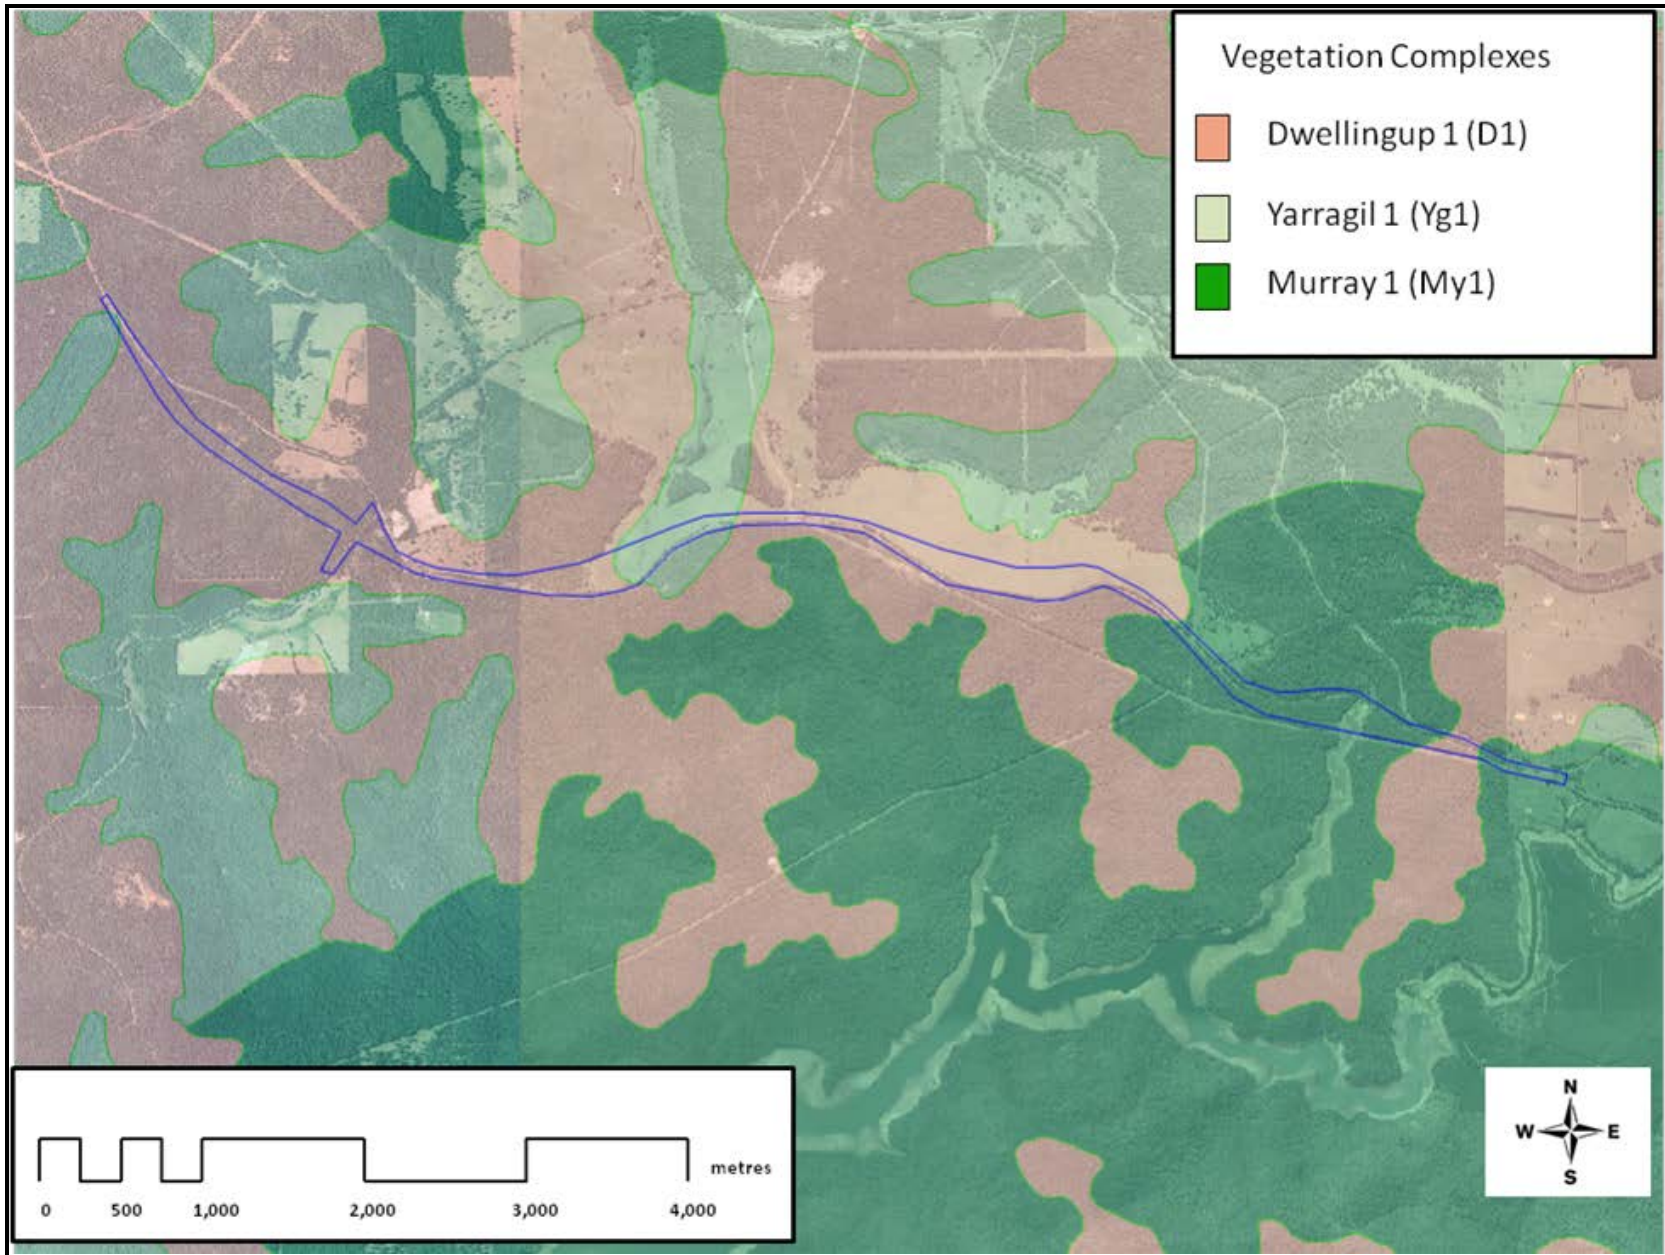 Vegetation Complexes
Dwellingup 1 (D1)
Yarragil 1 (Yg1)
Murray 1 (My1)
metres
0 500 1,000 2,000 3,000 4,000
N
W E
S